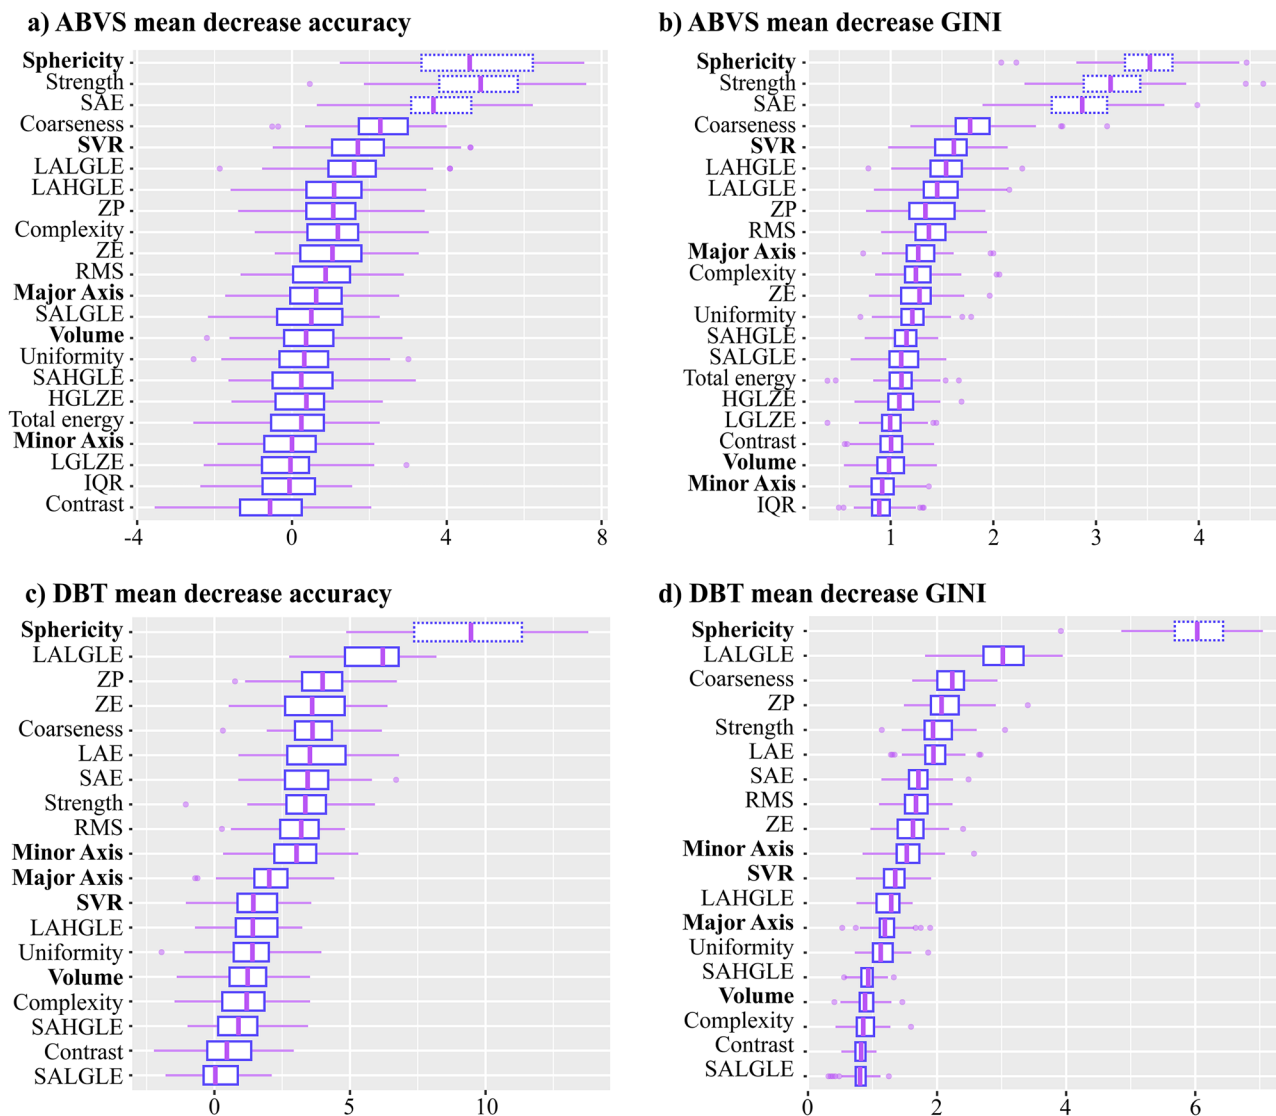 a) ABVS mean decrease accuracy
Sphericity
Strength
SAE
Coarseness
SVR
LALGLE
LAHGLE
ZP
Complexity
ZE
RMS
Major Axis
SALGLE
Volume
Uniformity
SAHGLE
HGLZE
Total energy
Minor Axis
LGLZE
IQR
Contrast
-4 0 4 8
b) ABVS mean decrease GINI
Sphericity
Strength
SAE
Coarseness
SVR
LAHGLE
LALGLE
ZP
RMS
Major Axis
Complexity
ZE
Uniformity
SAHGLE
SALGLE
Total energy
HGLZE
LGLZE
Contrast
Volume
Minor Axis
IQR
1 2 3 4
c) DBT mean decrease accuracy
Sphericity
LALGLE
ZP
ZE
Coarseness
LAE
SAE
Strength
RMS
Minor Axis
Major Axis
SVR
LAHGLE
Uniformity
Volume
Complexity
SAHGLE
Contrast
SALGLE
0 5 10
d) DBT mean decrease GINI
Sphericity
LALGLE
Coarseness
ZP
Strength
LAE
SAE
RMS
ZE
Minor Axis
SVR
LAHGLE
Major Axis
Uniformity
SAHGLE
Volume
Complexity
Contrast
SALGLE
0 2 4 6